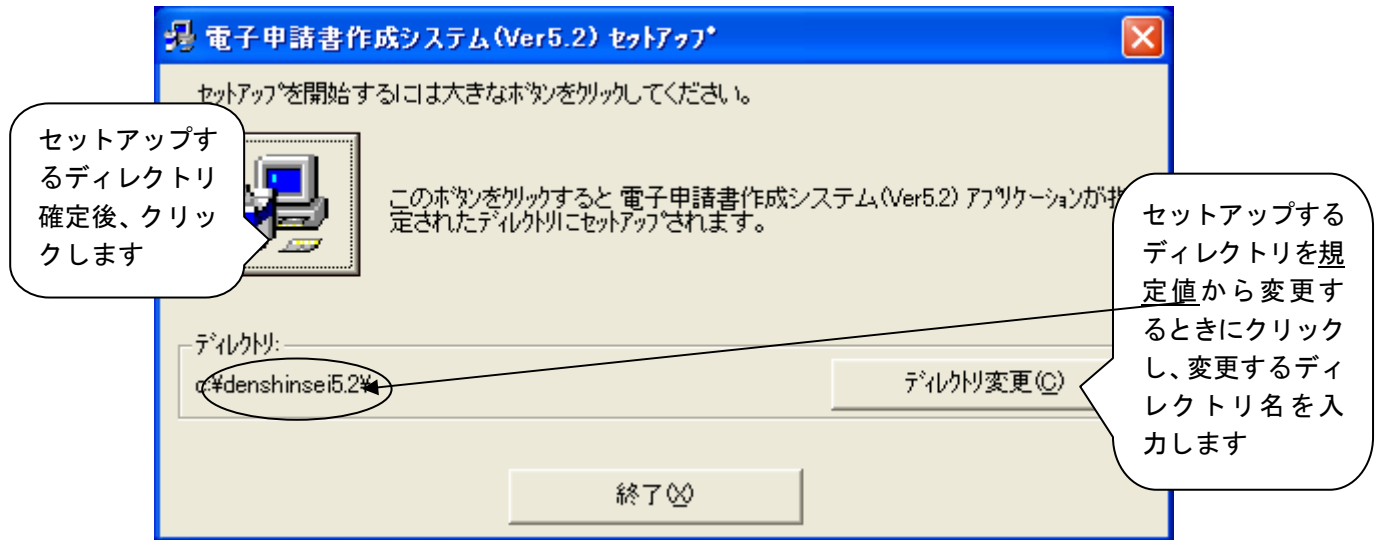 電子申請書作成システム(Ver5.2) ｾｯﾄｱｯﾌﾟ
ｾｯﾄｱｯﾌﾟを開始するには大きなﾎﾞﾀﾝをｸﾘｯｸしてください。
セットアップす
るディレクトリ
確定後、クリッ
クします
このﾎﾞﾀﾝをｸﾘｯｸすると 電子申請書作成システム(Ver5.2) ｱﾌﾟﾘｹｰｼｮﾝが指
定されたﾃﾞｨﾚｸﾄﾘにｾｯﾄｱｯﾌﾟされます。
セットアップする
ディレクトリを規
定値から変更す
るときにクリック
し、変更するディ
レクトリ名を入
力します
ﾃﾞｨﾚｸﾄﾘ:
c:¥denshinsei5.2¥
ﾃﾞｨﾚｸﾄﾘ変更(C)
終了(X)